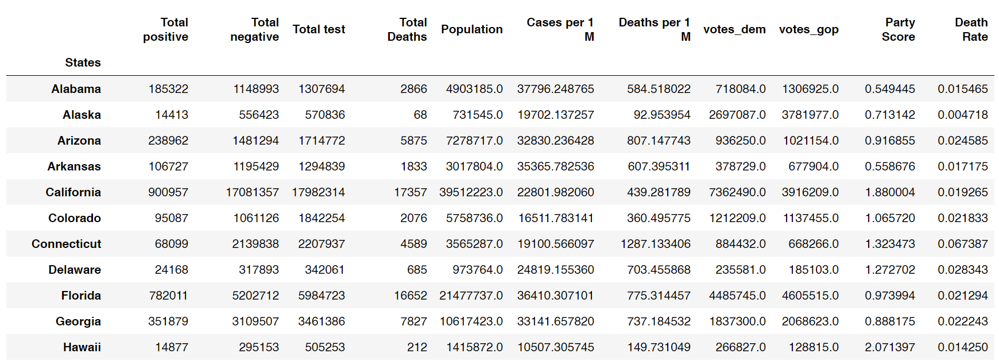 Total positive Total negative Total test Total Deaths Population Cases per 1 M Deaths per 1 M votes_dem votes_gop Party Score Death Rate
States
Alabama 185322 1148993 1307694 2866 4903185.0 37796.248765 584.518022 718084.0 1306925.0 0.549445 0.015465
Alaska 14413 556423 570836 68 731545.0 19702.137257 92.953954 2697087.0 3781977.0 0.713142 0.004718
Arizona 238962 1481294 1714772 5875 7278717.0 32830.236428 807.147743 936250.0 1021154.0 0.916855 0.024585
Arkansas 106727 1195429 1294839 1833 3017804.0 35365.782536 607.395311 378729.0 677904.0 0.558676 0.017175
California 900957 17081357 17982314 17357 39512223.0 22801.982060 439.281789 7362490.0 3916209.0 1.880004 0.019265
Colorado 95087 1061126 1842254 2076 5758736.0 16511.783141 360.495775 1212209.0 1137455.0 1.065720 0.021833
Connecticut 68099 2139838 2207937 4589 3565287.0 19100.566097 1287.133406 884432.0 668266.0 1.323473 0.067387
Delaware 24168 317893 342061 685 973764.0 24819.155360 703.455868 235581.0 185103.0 1.272702 0.028343
Florida 782011 5202712 5984723 16652 21477737.0 36410.307101 775.314457 4485745.0 4605515.0 0.973994 0.021294
Georgia 351879 3109507 3461386 7827 10617423.0 33141.657820 737.184532 1837300.0 2068623.0 0.888175 0.022243
Hawaii 14877 295153 505253 212 1415872.0 10507.305745 149.731049 266827.0 128815.0 2.071397 0.014250